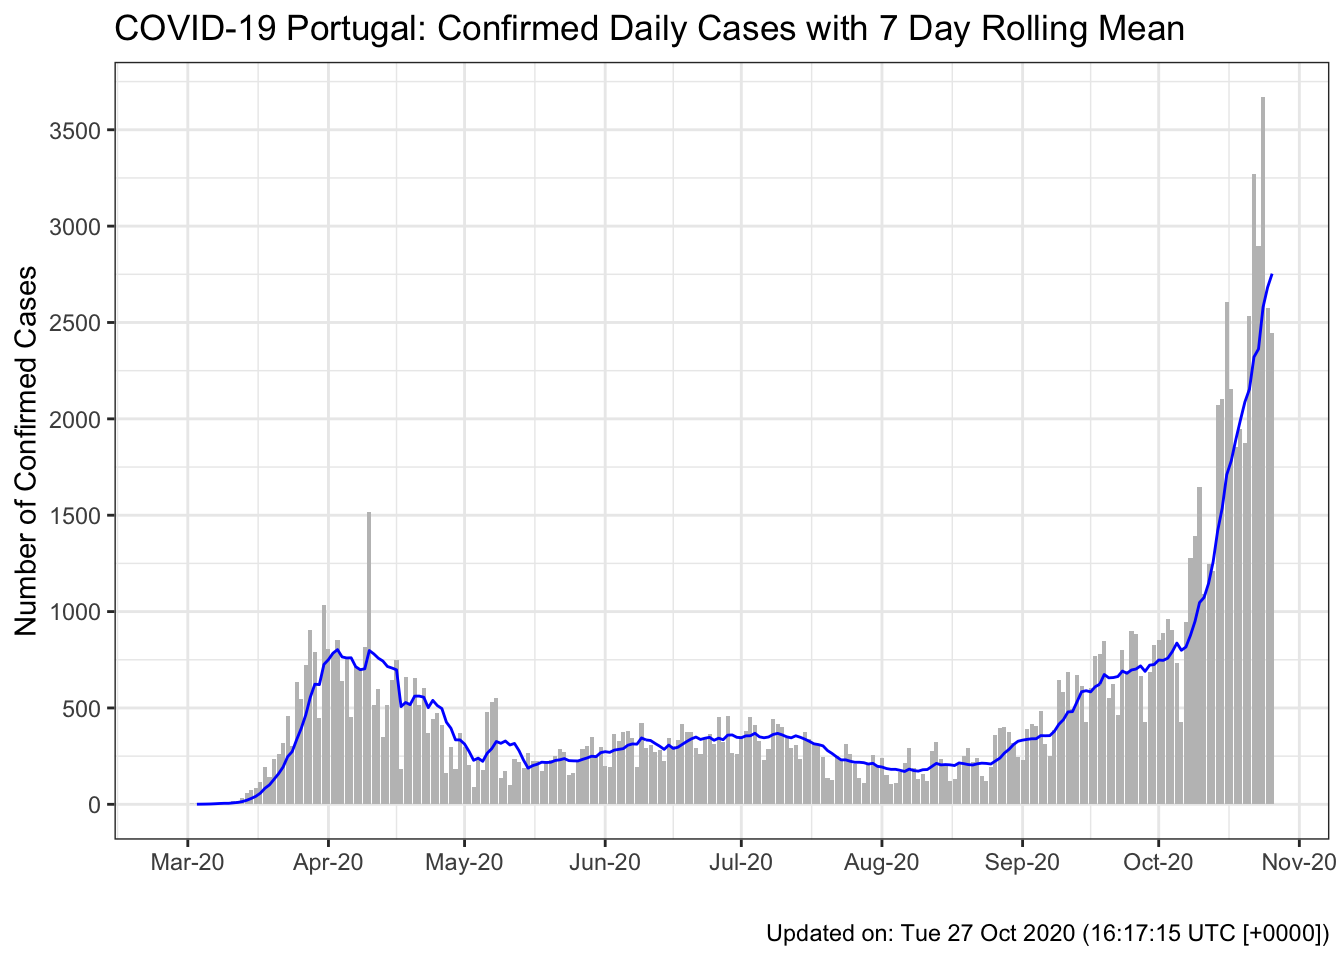 COVID-19 Portugal: Confirmed Daily Cases with 7 Day Rolling Mean
Number of Confirmed Cases
3500
3000
2500
2000
1500
1000
500
0
Mar-20 Apr-20 May-20 Jun-20 Jul-20 Aug-20 Sep-20 Oct-20 Nov-20
Updated on: Tue 27 Oct 2020 (16:17:15 UTC [+0000])